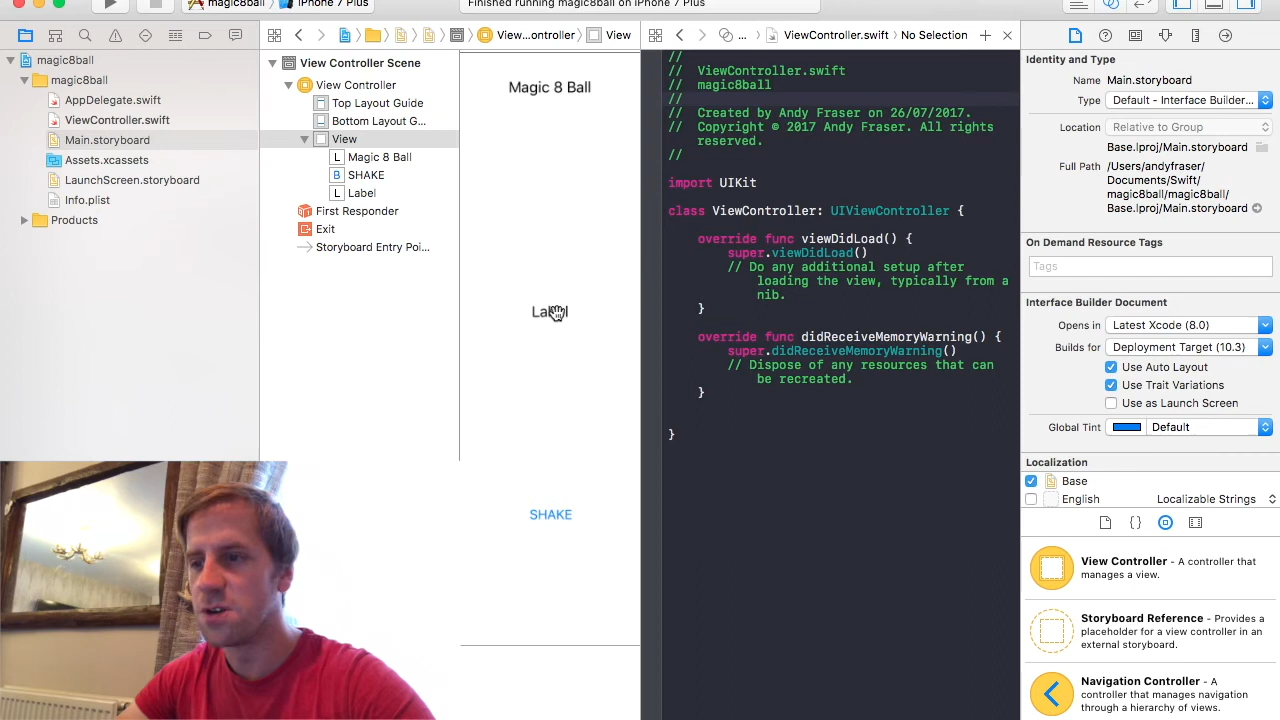 magic8ball
iPhone 7 Plus
Finished running magic8ball on iPhone 7 Plus
View...ontroller
View
...
ViewController.swift
No Selection
magic8ball
magic8ball
AppDelegate.swift
ViewController.swift
Main.storyboard
Assets.xcassets
LaunchScreen.storyboard
Info.plist
Products
View Controller Scene
View Controller
Top Layout Guide
Bottom Layout G...
View
L Magic 8 Ball
B SHAKE
L Label
First Responder
Exit
Storyboard Entry Poi...
Magic 8 Ball
SHAKE
//
// ViewController.swift
// magic8ball
//
// Created by Andy Fraser on 26/07/2017.
// Copyright © 2017 Andy Fraser. All rights
reserved.
//
import UIKit
class ViewController: UIViewController {
override func viewDidLoad() {
super.viewDidLoad()
// Do any additional setup after
loading the view, typically from a
nib.
}
override func didReceiveMemoryWarning() {
super.didReceiveMemoryWarning()
// Dispose of any resources that can
be recreated.
}
}
Identity and Type
Name Main.storyboard
Type Default - Interface Builder...
Location Relative to Group
Base.lproj/Main.storyboard
Full Path /Users/andyfraser/
Documents/Swift/
magic8ball/magic8ball/
Base.lproj/Main.storyboard
On Demand Resource Tags
Tags
Interface Builder Document
Opens in Latest Xcode (8.0)
Builds for Deployment Target (10.3)
Use Auto Layout
Use Trait Variations
Use as Launch Screen
Global Tint Default
Localization
Base
English Localizable Strings
{}
View Controller - A controller that
manages a view.
Storyboard Reference - Provides a
placeholder for a view controller in an
external storyboard.
Navigation Controller - A
controller that manages navigation
through a hierarchy of views.